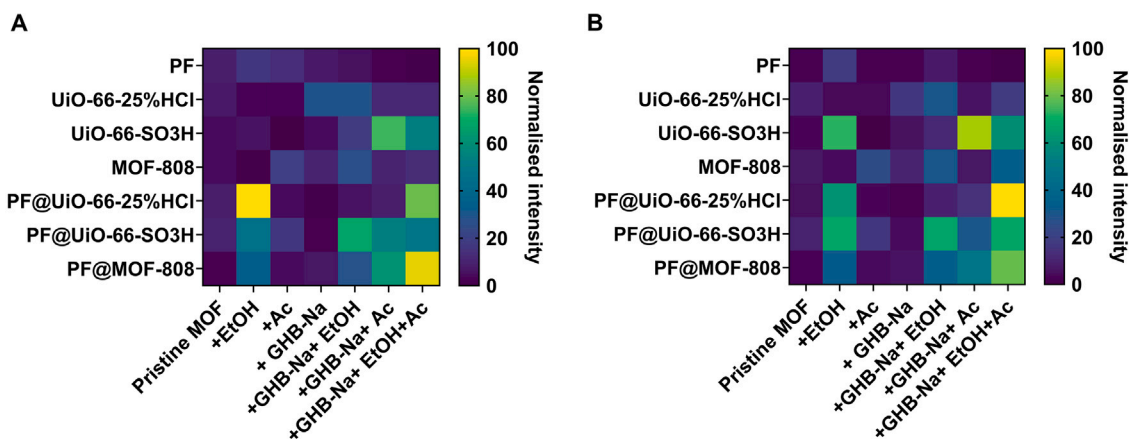 A
PF
UiO-66-25%HCl
UiO-66-SO3H
MOF-808
PF@UiO-66-25%HCl
PF@UiO-66-SO3H
PF@MOF-808
Pristine MOF
+EtOH
+Ac
+ GHB-Na
+GHB-Na+ EtOH
+GHB-Na+ Ac
+GHB-Na+ EtOH+Ac
100
80
60
40
20
0
Normalised intensity
B
PF
UiO-66-25%HCl
UiO-66-SO3H
MOF-808
PF@UiO-66-25%HCl
PF@UiO-66-SO3H
PF@MOF-808
Pristine MOF
+EtOH
+Ac
+ GHB-Na
+GHB-Na+ EtOH
+GHB-Na+ Ac
+GHB-Na+ EtOH+Ac
100
80
60
40
20
0
Normalised intensity